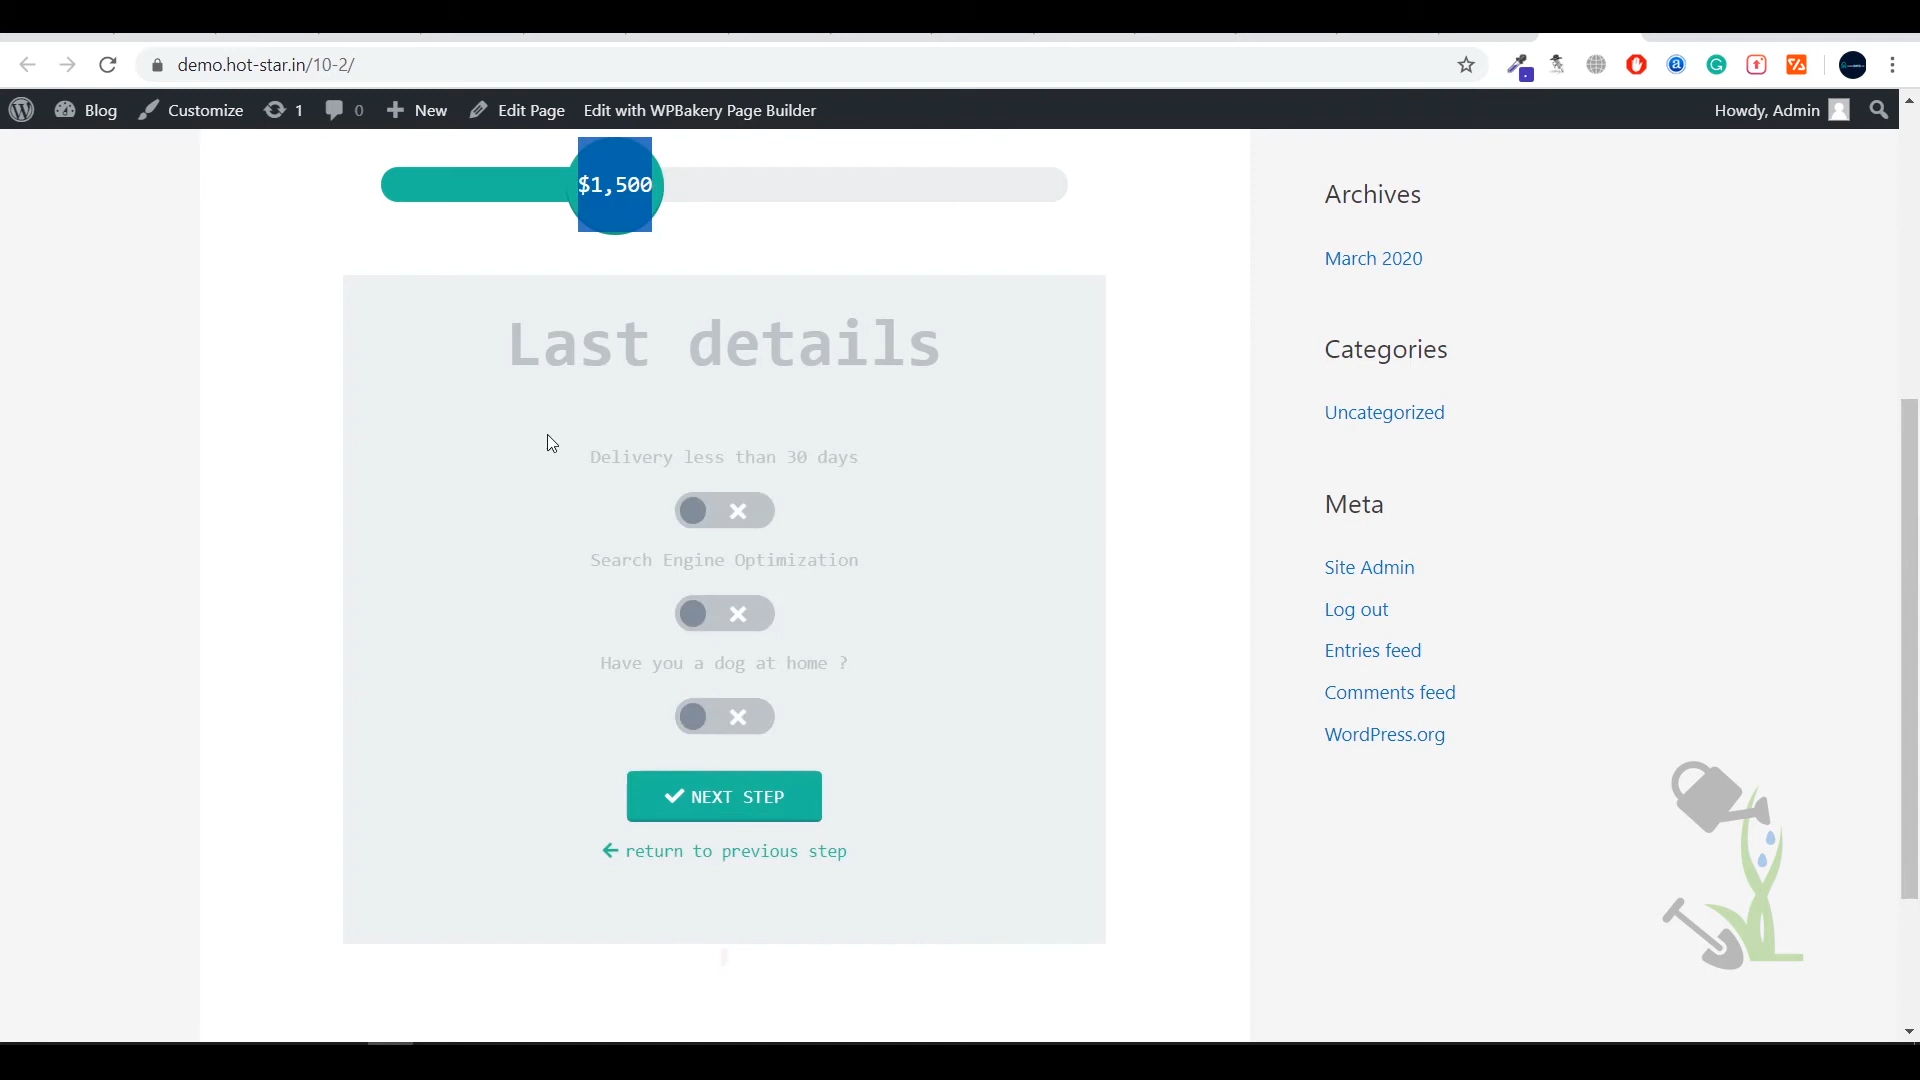 demo.hot-star.in/10-2/
Blog Customize 1 0 New Edit Page Edit with WPBakery Page Builder Howdy, Admin
$1,500
Last details
Delivery less than 30 days
Search Engine Optimization
Have you a dog at home ?
NEXT STEP
return to previous step
Archives
March 2020
Categories
Uncategorized
Meta
Site Admin
Log out
Entries feed
Comments feed
WordPress.org